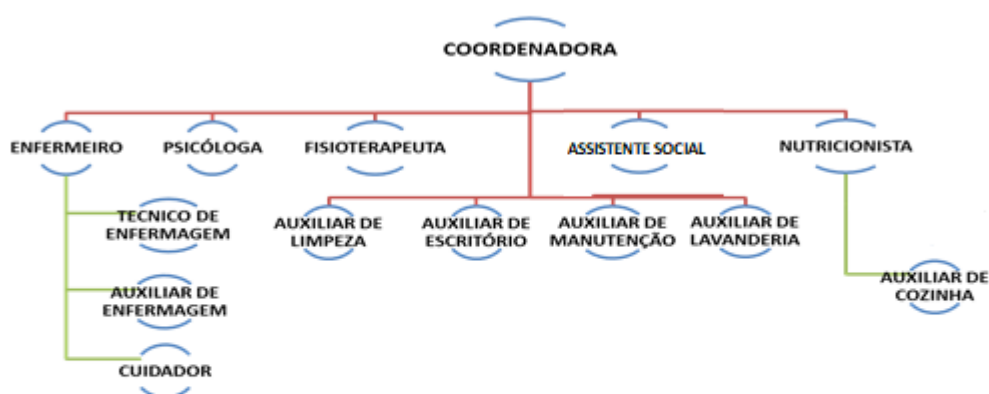 COORDENADORA
ENFERMEIRO
PSICÓLOGA
FISIOTERAPEUTA
ASSISTENTE SOCIAL
NUTRICIONISTA
TECNICO DE
ENFERMAGEM
AUXILIAR DE
LIMPEZA
AUXILIAR DE
ESCRITÓRIO
AUXILIAR DE
MANUTENÇÃO
AUXILIAR DE
LAVANDERIA
AUXILIAR DE
COZINHA
AUXILIAR DE
ENFERMAGEM
CUIDADOR